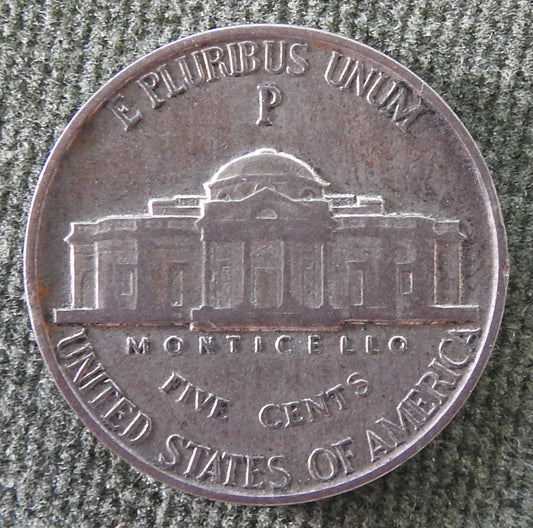 E PLURIBUS UNUM
P
MONTICELLO
FIVE CENTS
UNITED STATES OF AMERICA